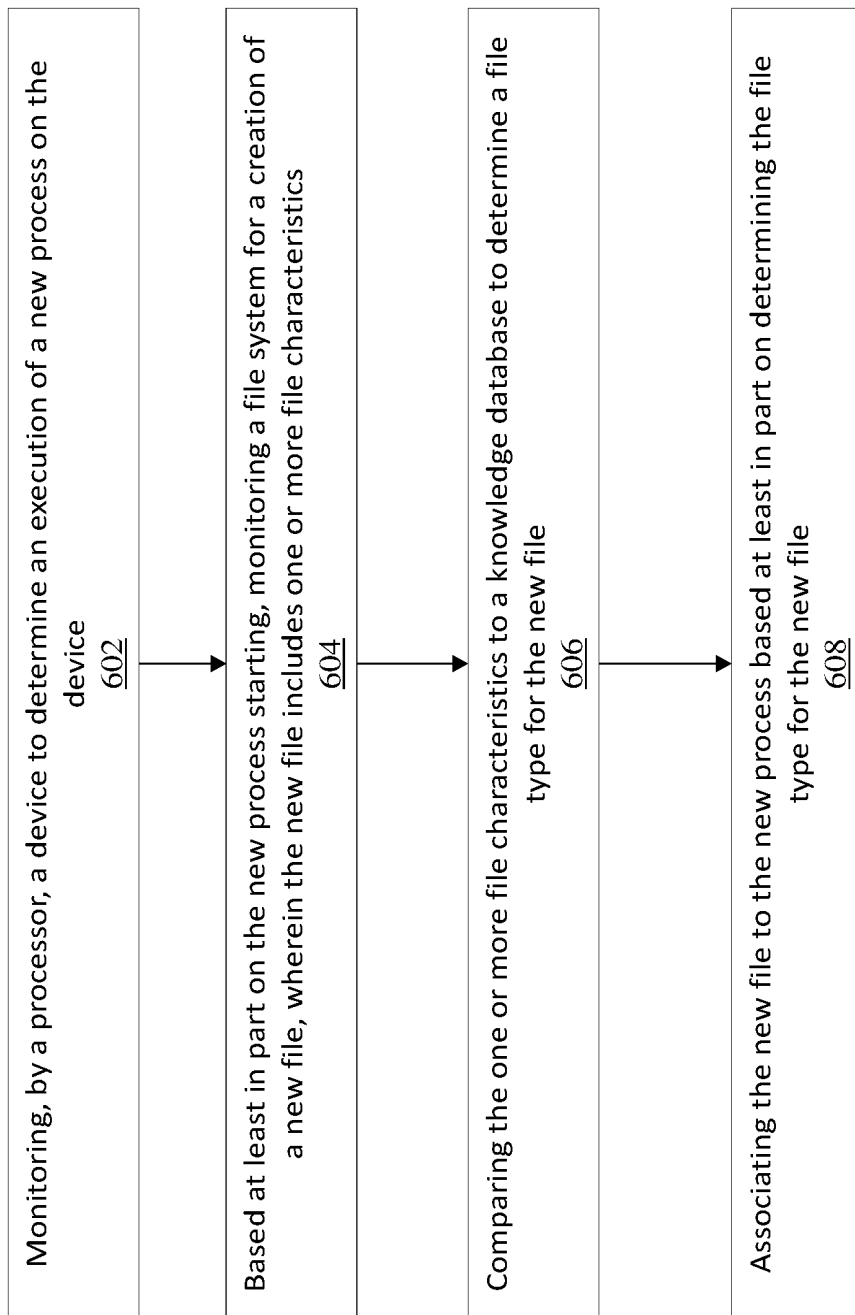 Monitoring, by a processor, a device to determine an execution of a new process on the
device
602
Based at least in part on the new process starting, monitoring a file system for a creation of
a new file, wherein the new file includes one or more file characteristics
604
Comparing the one or more file characteristics to a knowledge database to determine a file
type for the new file
606
Associating the new file to the new process based at least in part on determining the file
type for the new file
608